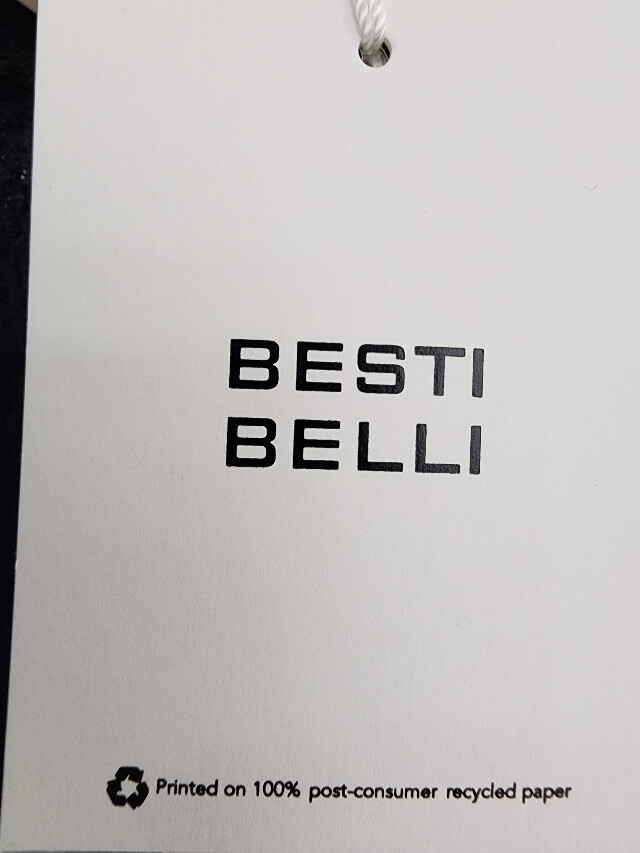 BESTI
BELLI
Printed on 100% post-consumer recycled paper